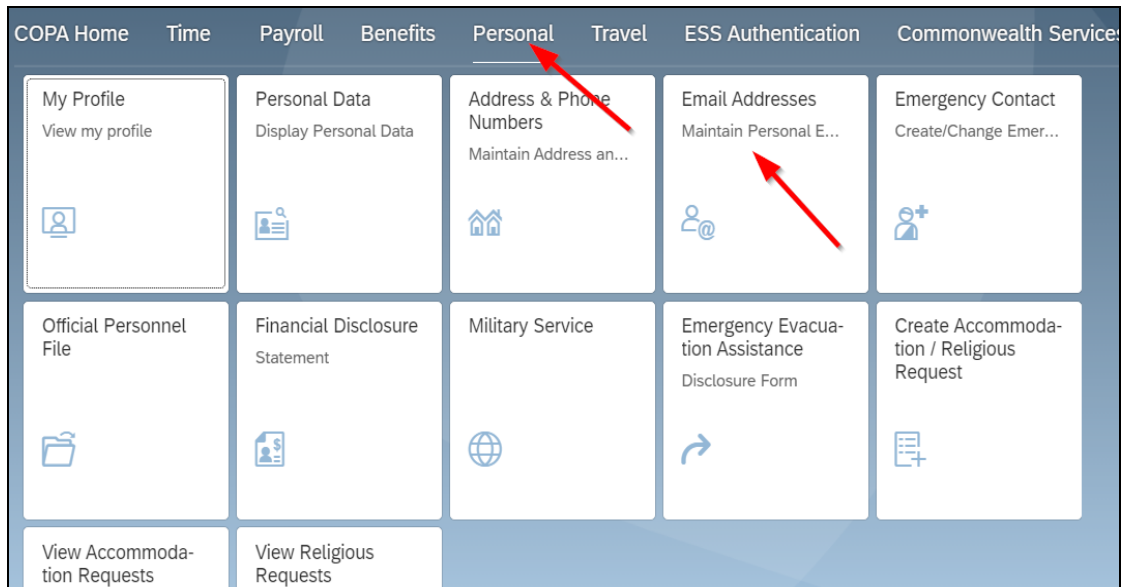 COPA Home Time Payroll Benefits Personal Travel ESS Authentication Commonwealth Services
My Profile
View my profile
Personal Data
Display Personal Data
Address & Phone
Numbers
Maintain Address an...
Email Addresses
Maintain Personal E...
Emergency Contact
Create/Change Emer...
Official Personnel
File
Financial Disclosure
Statement
Military Service
Emergency Evacua-
tion Assistance
Disclosure Form
Create Accommoda-
tion / Religious
Request
View Accommoda-
tion Requests
View Religious
Requests